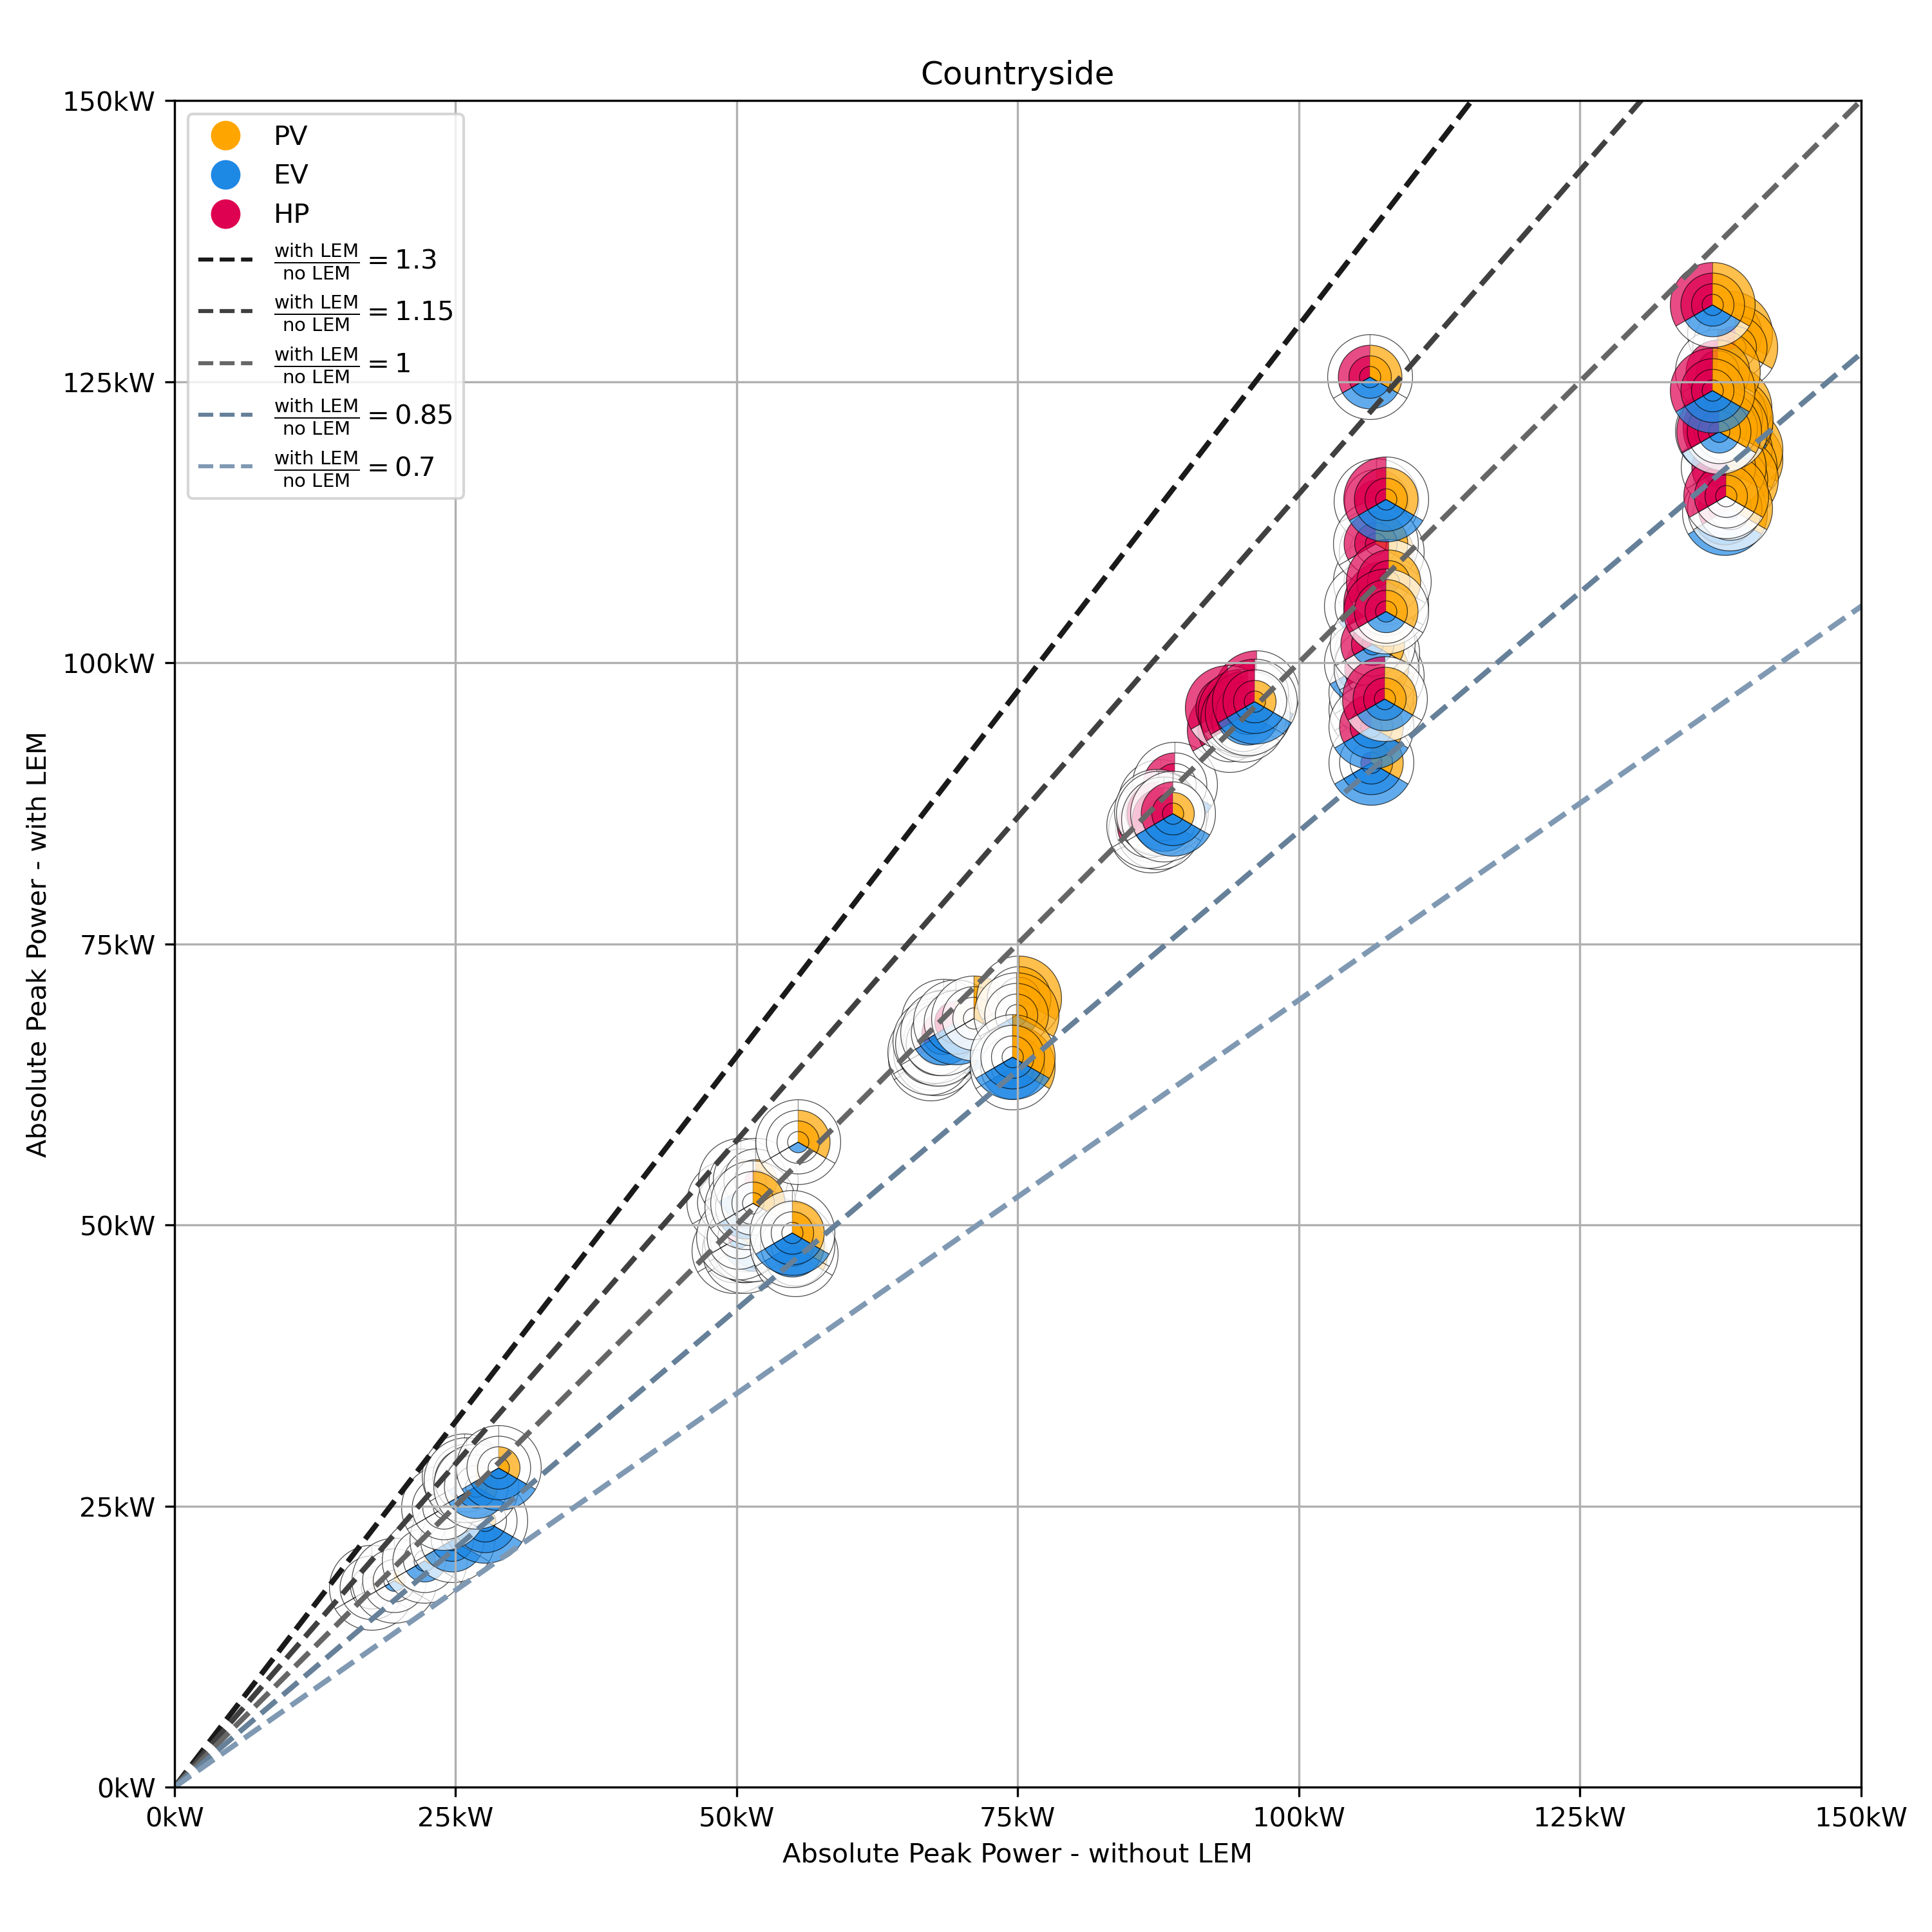 Countryside
150kW
125kW
100kW
75kW
50kW
25kW
0kW
Absolute Peak Power - with LEM
PV
EV
HP
with LEM
no LEM = 1.3
with LEM
no LEM = 1.15
with LEM
no LEM = 1
with LEM
no LEM = 0.85
with LEM
no LEM = 0.7
0kW 25kW 50kW 75kW 100kW 125kW 150kW
Absolute Peak Power - without LEM